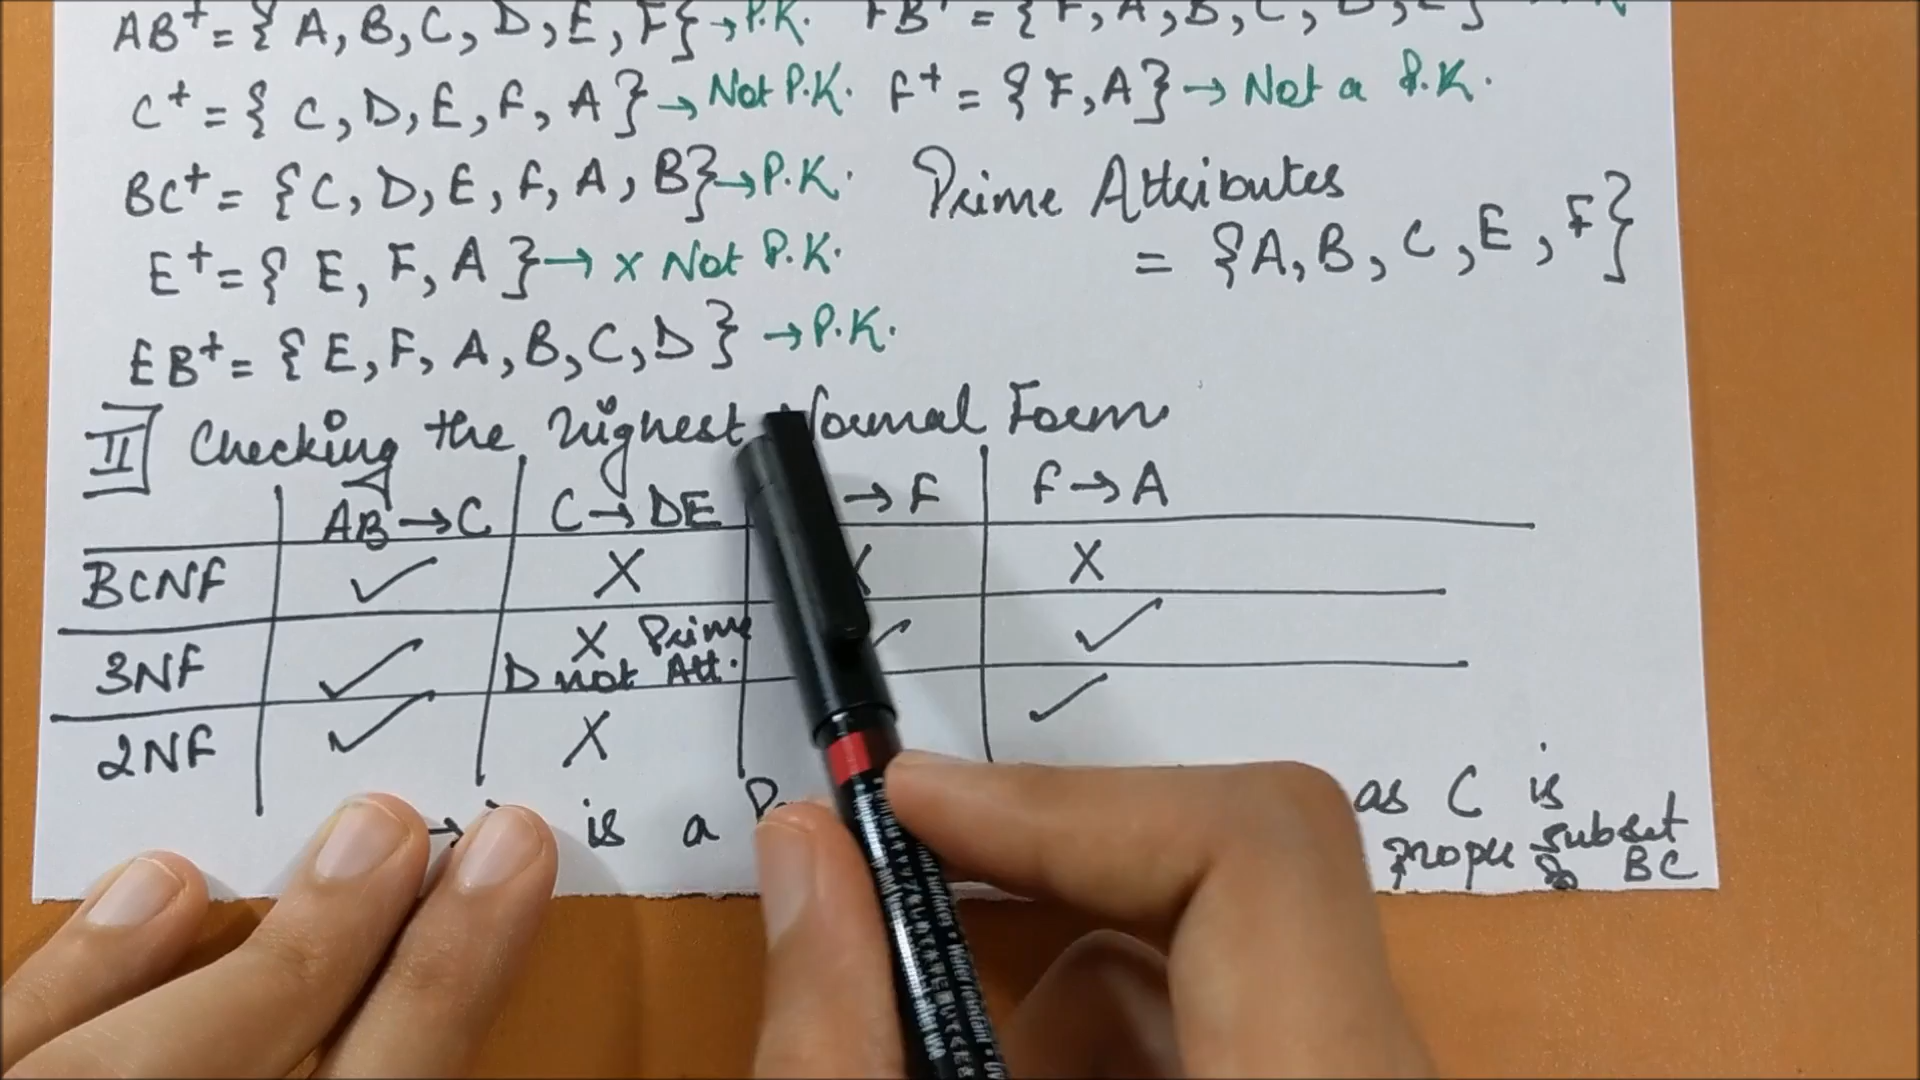 AB⁺ = { A, B, C, D, E, F} → P.K.
FB⁺ = { F, A, B, C, D, E }
C⁺ = { C, D, E, F, A } → Not P.K.
F⁺ = { F, A } → Not a P.K.
BC⁺ = { C, D, E, F, A, B} → P.K.
E⁺ = { E, F, A } → x Not P.K.
EB⁺ = { E, F, A, B, C, D } → P.K.
Prime Attributes
= {A, B, C, E, F}
II Checking the highest Normal Form
AB → C C → DE → F F → A
BCNF ✓ X X X
3NF ✓ X Prime ✓ ✓
D not Att.
2NF ✓ X ✓
→ is a as C is
proper subset
BC